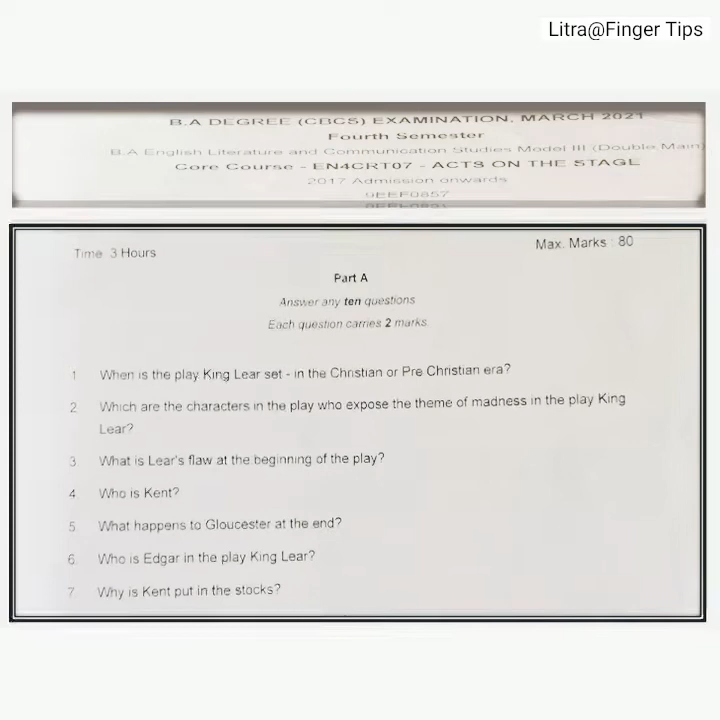 Litra@Finger Tips
B.A DEGREE (CBCS) EXAMINATION, MARCH 2021
Fourth Semester
B.A English Literature and Communication Studies Model III (Double Main)
Core Course - EN4CRT07 - ACTS ON THE STAGE
2017 Admission onwards
9EEF0857
Time 3 Hours
Max. Marks : 80
Part A
Answer any ten questions
Each question carries 2 marks
1 When is the play King Lear set - in the Christian or Pre Christian era?
2 Which are the characters in the play who expose the theme of madness in the play King
Lear?
3 What is Lear's flaw at the beginning of the play?
4 Who is Kent?
5 What happens to Gloucester at the end?
6. Who is Edgar in the play King Lear?
7 Why is Kent put in the stocks?